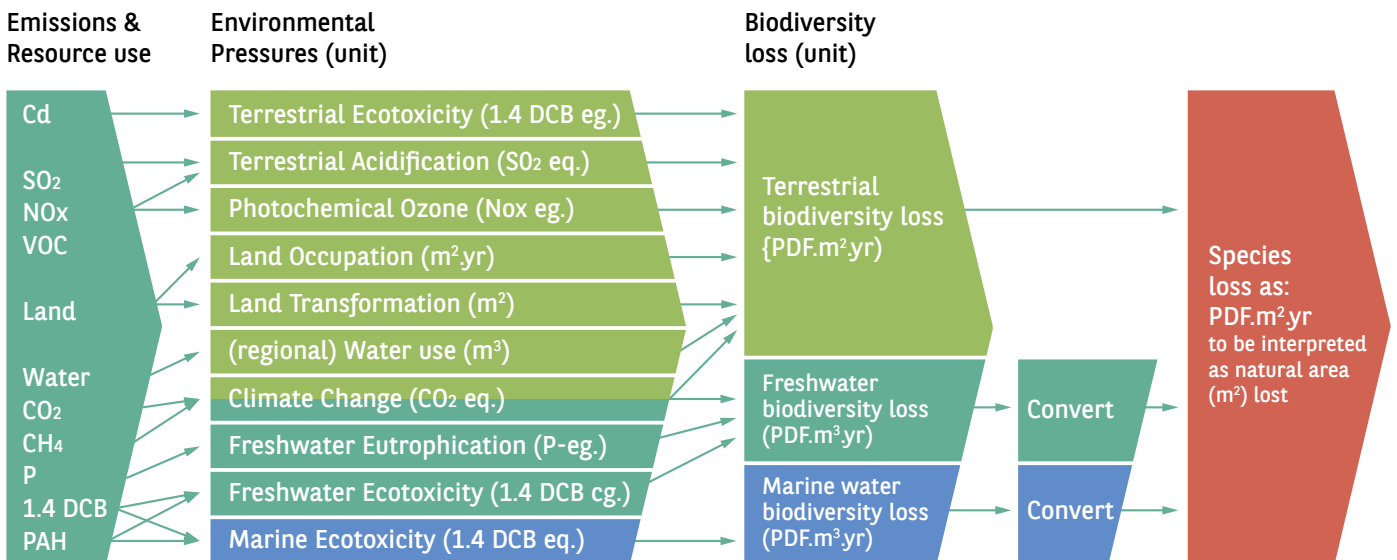 Emissions &
Resource use
Environmental
Pressures (unit)
Biodiversity
loss (unit)
Cd
SO₂
NOx
VOC
Land
Water
CO₂
CH₄
P
1.4 DCB
PAH
Terrestrial Ecotoxicity (1.4 DCB eg.)
Terrestrial Acidification (SO₂ eq.)
Photochemical Ozone (Nox eg.)
Land Occupation (m².yr)
Land Transformation (m²)
(regional) Water use (m³)
Climate Change (CO₂ eq.)
Freshwater Eutrophication (P-eg.)
Freshwater Ecotoxicity (1.4 DCB cg.)
Marine Ecotoxicity (1.4 DCB eq.)
Terrestrial
biodiversity loss
{PDF.m².yr)
Freshwater
biodiversity loss
(PDF.m³.yr)
Marine water
biodiversity loss
(PDF.m³.yr)
Convert
Convert
Species
loss as:
PDF.m².yr
to be interpreted
as natural area
(m²) lost